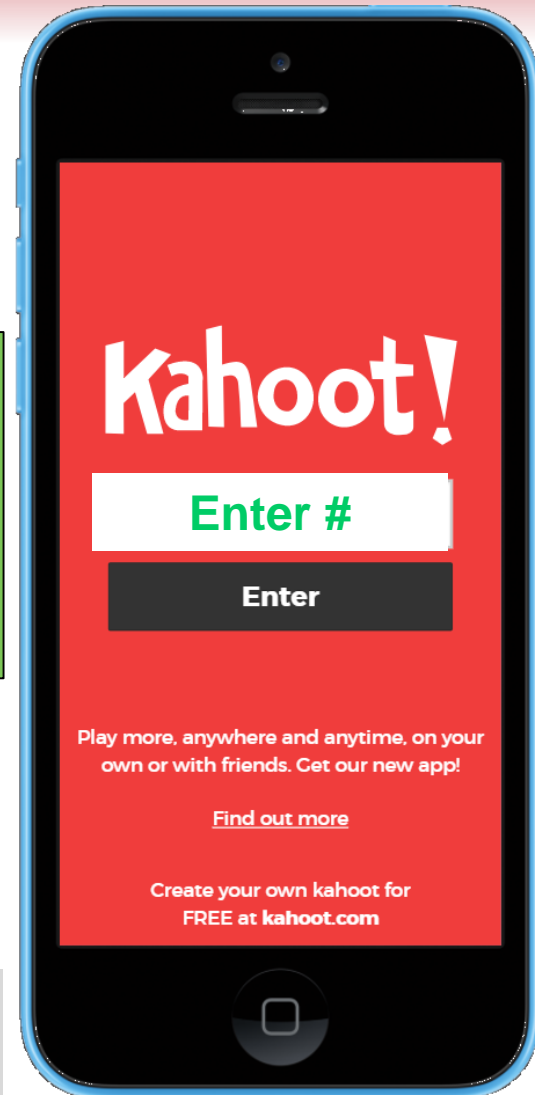 Kahoot!
Enter #
Enter
Play more, anywhere and anytime, on your
own or with friends. Get our new app!
Find out more
Create your own kahoot for
FREE at kahoot.com